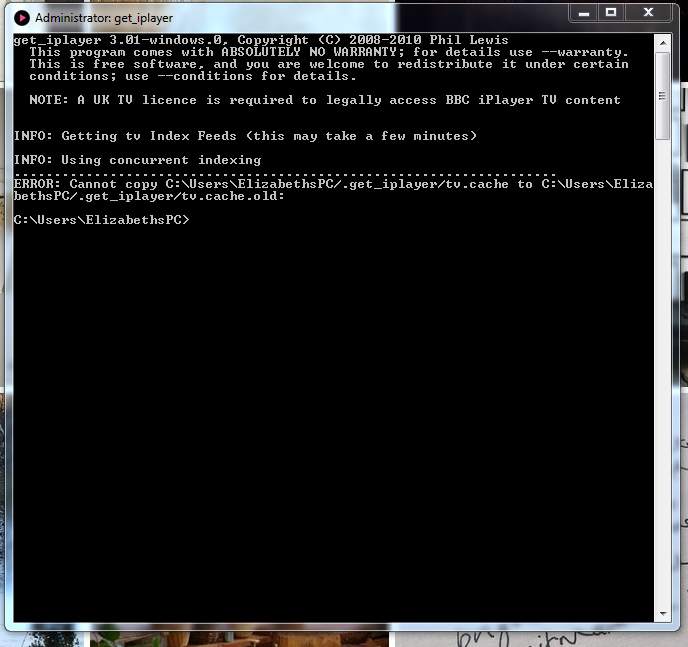 Administrator: get_iplayer
get_iplayer 3.01-windows.0, Copyright (C) 2008-2010 Phil Lewis
This program comes with ABSOLUTELY NO WARRANTY; for details use --warranty.
This is free software, and you are welcome to redistribute it under certain
conditions; use --conditions for details.
NOTE: A UK TV licence is required to legally access BBC iPlayer TV content
INFO: Getting tv Index Feeds (this may take a few minutes)
INFO: Using concurrent indexing
.....................................................................
ERROR: Cannot copy C:\Users\ElizabethsPC/.get_iplayer/tv.cache to C:\Users\Eliza
bethsPC/.get_iplayer/tv.cache.old:
C:\Users\ElizabethsPC>